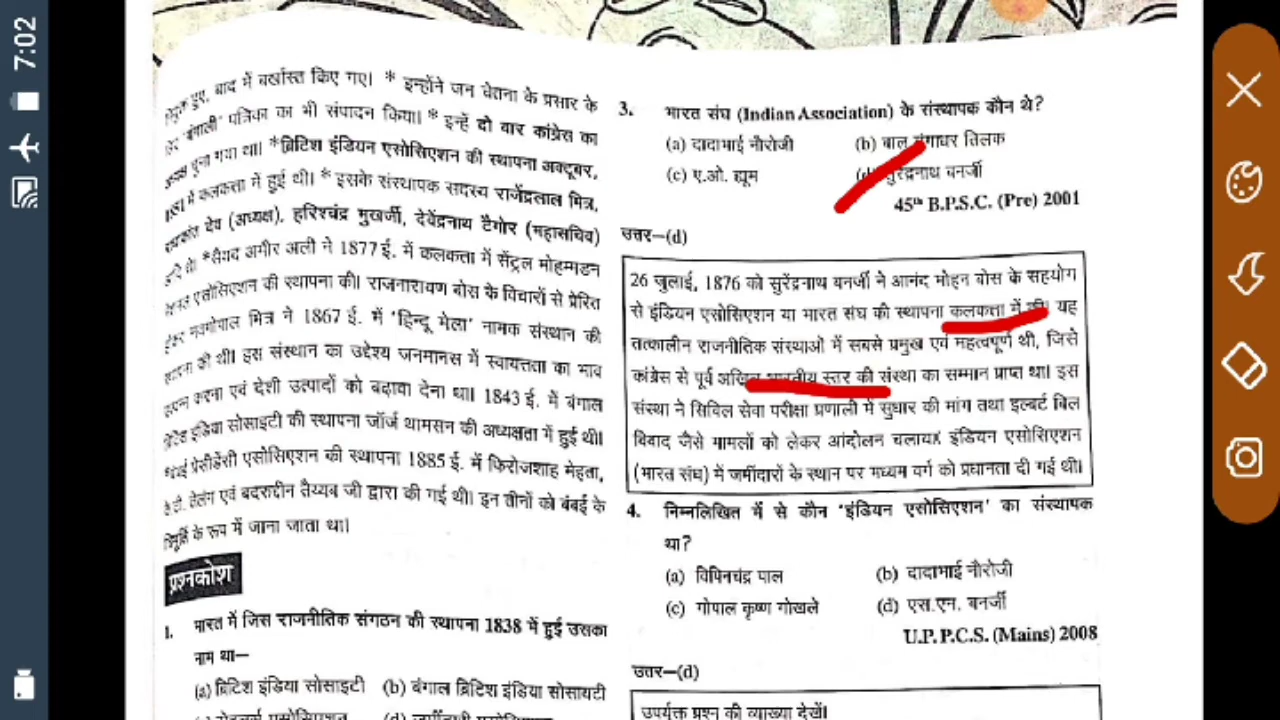 7:02
हुए, बाद में बर्खास्त किए गए। * इन्होंने जन चेतना के प्रसार के
'बंगाली' पत्रिका का भी संपादन किया। * इन्हें दो बार कांग्रेस का
चुना गया था। *ब्रिटिश इंडियन एसोसिएशन की स्थापना अक्टूबर,
में कलकत्ता में हुई थी। * इसके संस्थापक सदस्य राजेंद्रलाल मित्र,
देव (अध्यक्ष), हरिश्चंद्र मुखर्जी, देवेंद्रनाथ टैगोर (महासचिव)
थे। *सैयद अमीर अली ने 1877 ई. में कलकत्ता में सेंट्रल मोहम्मडन
एसोसिएशन की स्थापना की। राजनारायण बोस के विचारों से प्रेरित
नवगोपाल मित्र ने 1867 ई. में 'हिन्दू मेला' नामक संस्थान की
की थी। इस संस्थान का उद्देश्य जनमानस में स्वायत्तता का भाव
करना एवं देशी उत्पादों को बढ़ावा देना था। 1843 ई. में बंगाल
इंडिया सोसाइटी की स्थापना जॉर्ज थामसन की अध्यक्षता में हुई थी।
प्रेसीडेंसी एसोसिएशन की स्थापना 1885 ई. में फिरोजशाह मेहता,
तेलंग एवं बदरुद्दीन तैय्यब जी द्वारा की गई थी। इन तीनों को बंबई के
के रूप में जाना जाता था।
प्रश्नकोश
1. भारत में जिस राजनीतिक संगठन की स्थापना 1838 में हुई उसका
नाम था–
(a) ब्रिटिश इंडिया सोसाइटी (b) बंगाल ब्रिटिश इंडिया सोसायटी
3. भारत संघ (Indian Association) के संस्थापक कौन थे?
(a) दादाभाई नौरोजी (b) बाल गंगाधर तिलक
(c) ए.ओ. ह्यूम (d) सुरेंद्रनाथ बनर्जी
45th B.P.S.C. (Pre) 2001
उत्तर–(d)
26 जुलाई, 1876 को सुरेंद्रनाथ बनर्जी ने आनंद मोहन बोस के सहयोग
से इंडियन एसोसिएशन या भारत संघ की स्थापना कलकत्ता में की। यह
तत्कालीन राजनीतिक संस्थाओं में सबसे प्रमुख एवं महत्वपूर्ण थी, जिसे
कांग्रेस से पूर्व अखिल भारतीय स्तर की संस्था का सम्मान प्राप्त था। इस
संस्था ने सिविल सेवा परीक्षा प्रणाली में सुधार की मांग तथा इल्बर्ट बिल
विवाद जैसे मामलों को लेकर आंदोलन चलाया। इंडियन एसोसिएशन
(भारत संघ) में जमींदारों के स्थान पर मध्यम वर्ग को प्रधानता दी गई थी।
4. निम्नलिखित में से कौन 'इंडियन एसोसिएशन' का संस्थापक
था?
(a) विपिनचंद्र पाल (b) दादाभाई नौरोजी
(c) गोपाल कृष्ण गोखले (d) एस.एन. बनर्जी
U.P.P.C.S. (Mains) 2008
उत्तर–(d)
उपर्युक्त प्रश्न की व्याख्या देखें।